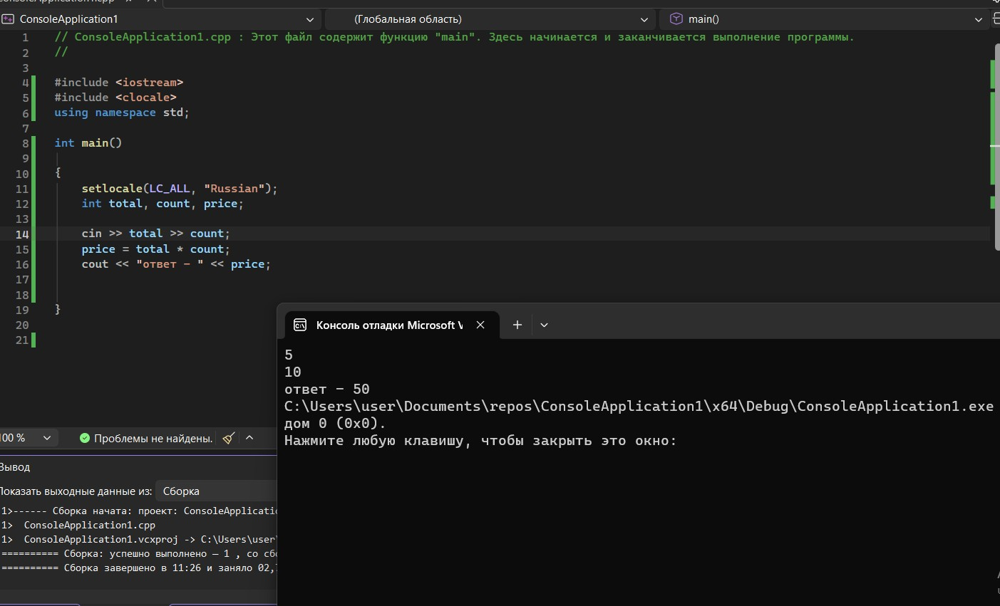 ConsoleApplication1 (Глобальная область) main()
1 // ConsoleApplication1.cpp : Этот файл содержит функцию "main". Здесь начинается и заканчивается выполнение программы.
2 //
3
4 #include <iostream>
5 #include <clocale>
6 using namespace std;
7
8 int main()
9
10 {
11 setlocale(LC_ALL, "Russian");
12 int total, count, price;
13
14 cin >> total >> count;
15 price = total * count;
16 cout << "ответ - " << price;
17
18
19 }
20
21
Консоль отладки Microsoft V
5
10
ответ - 50
C:\Users\user\Documents\repos\ConsoleApplication1\x64\Debug\ConsoleApplication1.exe
дом 0 (0x0).
Нажмите любую клавишу, чтобы закрыть это окно:
100 % Проблемы не найдены.
Вывод
Показать выходные данные из: Сборка
1>------ Сборка начата: проект: ConsoleApplicatio
1> ConsoleApplication1.cpp
1> ConsoleApplication1.vcxproj -> C:\Users\user\
========== Сборка: успешно выполнено — 1 , со сбо
========== Сборка завершено в 11:26 и заняло 02,